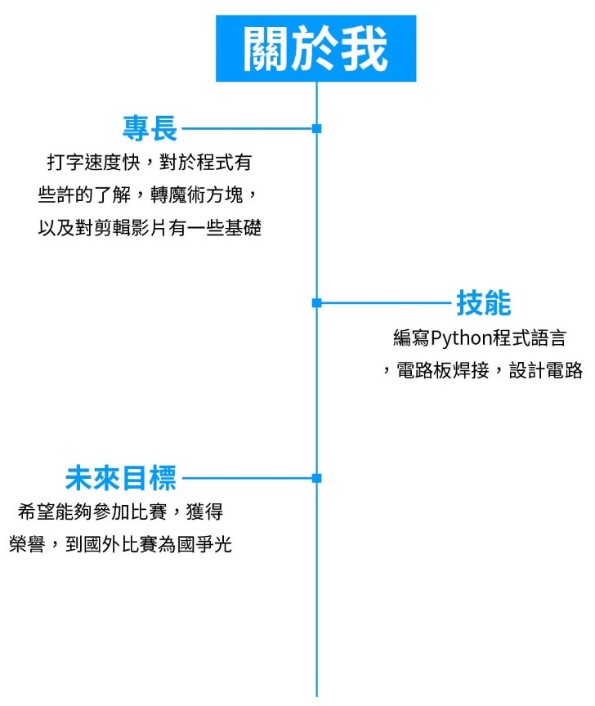 關於我
專長
打字速度快，對於程式有
些許的了解，轉魔術方塊，
以及對剪輯影片有一些基礎
技能
編寫Python程式語言
，電路板焊接，設計電路
未來目標
希望能夠參加比賽，獲得
榮譽，到國外比賽為國爭光